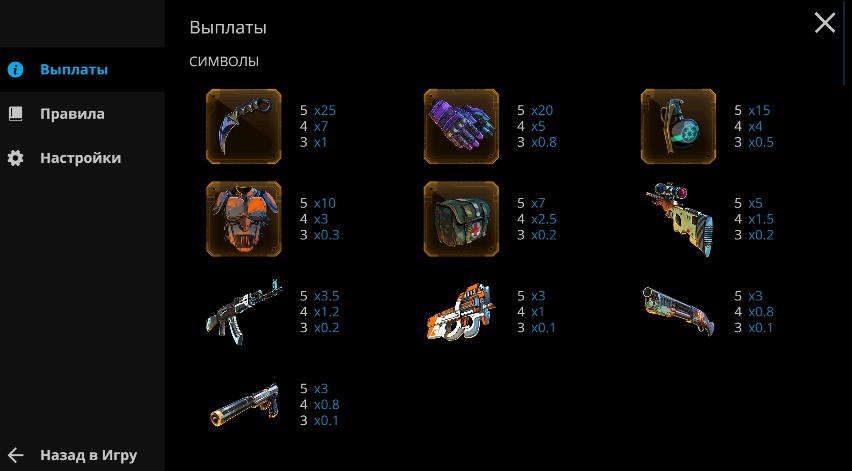 Выплаты
Правила
Настройки
Назад в Игру
Выплаты
СИМВОЛЫ
5 x25
4 x7
3 x1
5 x20
4 x5
3 x0.8
5 x15
4 x4
3 x0.5
5 x10
4 x3
3 x0.3
5 x7
4 x2.5
3 x0.2
5 x5
4 x1.5
3 x0.2
5 x3.5
4 x1.2
3 x0.2
5 x3
4 x1
3 x0.1
5 x3
4 x0.8
3 x0.1
5 x3
4 x0.8
3 x0.1